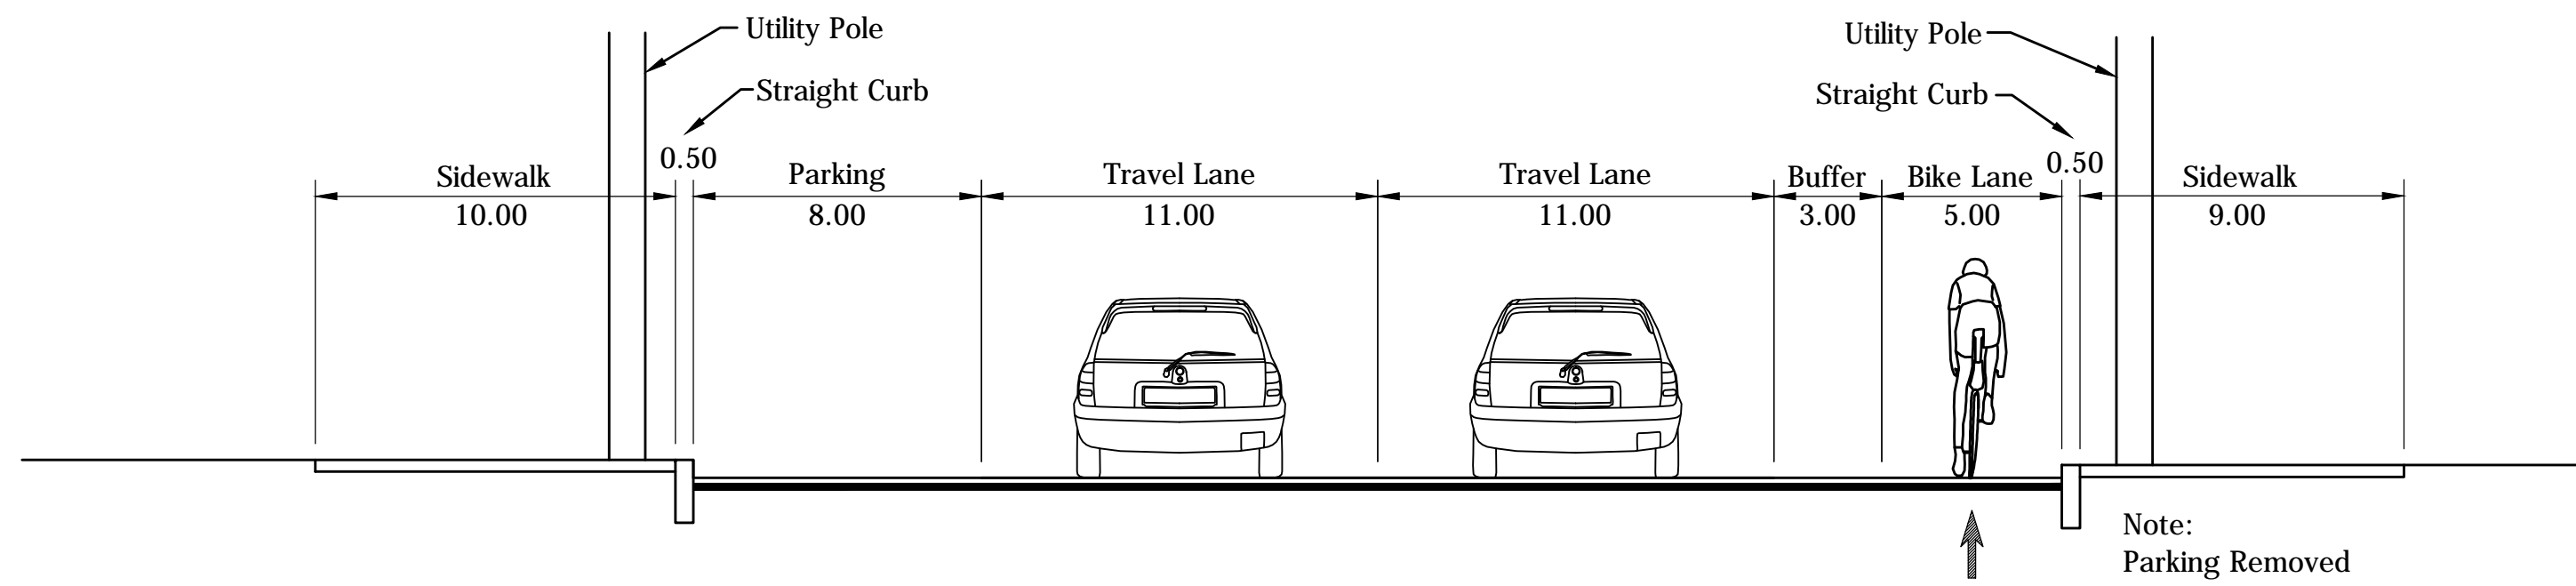 Utility Pole
Straight Curb
0.50
Sidewalk
10.00
Parking
8.00
Travel Lane
11.00
Travel Lane
11.00
Buffer
3.00
Bike Lane
5.00
Utility Pole
Straight Curb
0.50
Sidewalk
9.00
Note:
Parking Removed